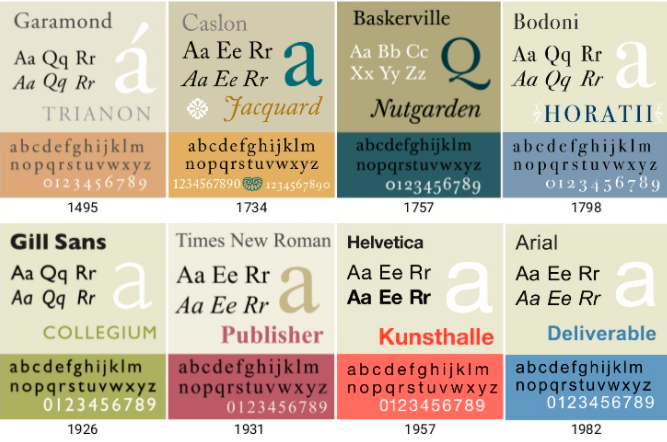 Garamond
Aa Qq Rr
Aa Qq Rr
á
TRIANON
abcdefghijklm
nopqrstuvwxyz
0123456789
1495
Caslon
Aa Ee Rr
Aa Ee Rr
a
Jacquard
abcdefghijklm
nopqrstuvwxyz
1234567890 1234567890
1734
Baskerville
Aa Bb Cc
Xx Yy Zz
Q
Nutgarden
abcdefghijklm
nopqrstuvwxyz
0123456789
1757
Bodoni
Aa Qq Rr
Aa Qq Rr
a
HORATII
abcdefghijklm
nopqrstuvwxyz
0123456789
1798
Gill Sans
Aa Qq Rr
Aa Qq Rr
a
COLLEGIUM
abcdefghijklm
nopqrstuvwxyz
0123456789
1926
Times New Roman
Aa Ee Rr
Aa Ee Rr
a
Publisher
abcdefghijklm
nopqrstuvwxyz
0123456789
1931
Helvetica
Aa Ee Rr
Aa Ee Rr
a
Kunsthalle
abcdefghijklm
nopqrstuvwxyz
0123456789
1957
Arial
Aa Ee Rr
Aa Ee Rr
a
Deliverable
abcdefghijklm
nopqrstuvwxyz
0123456789
1982